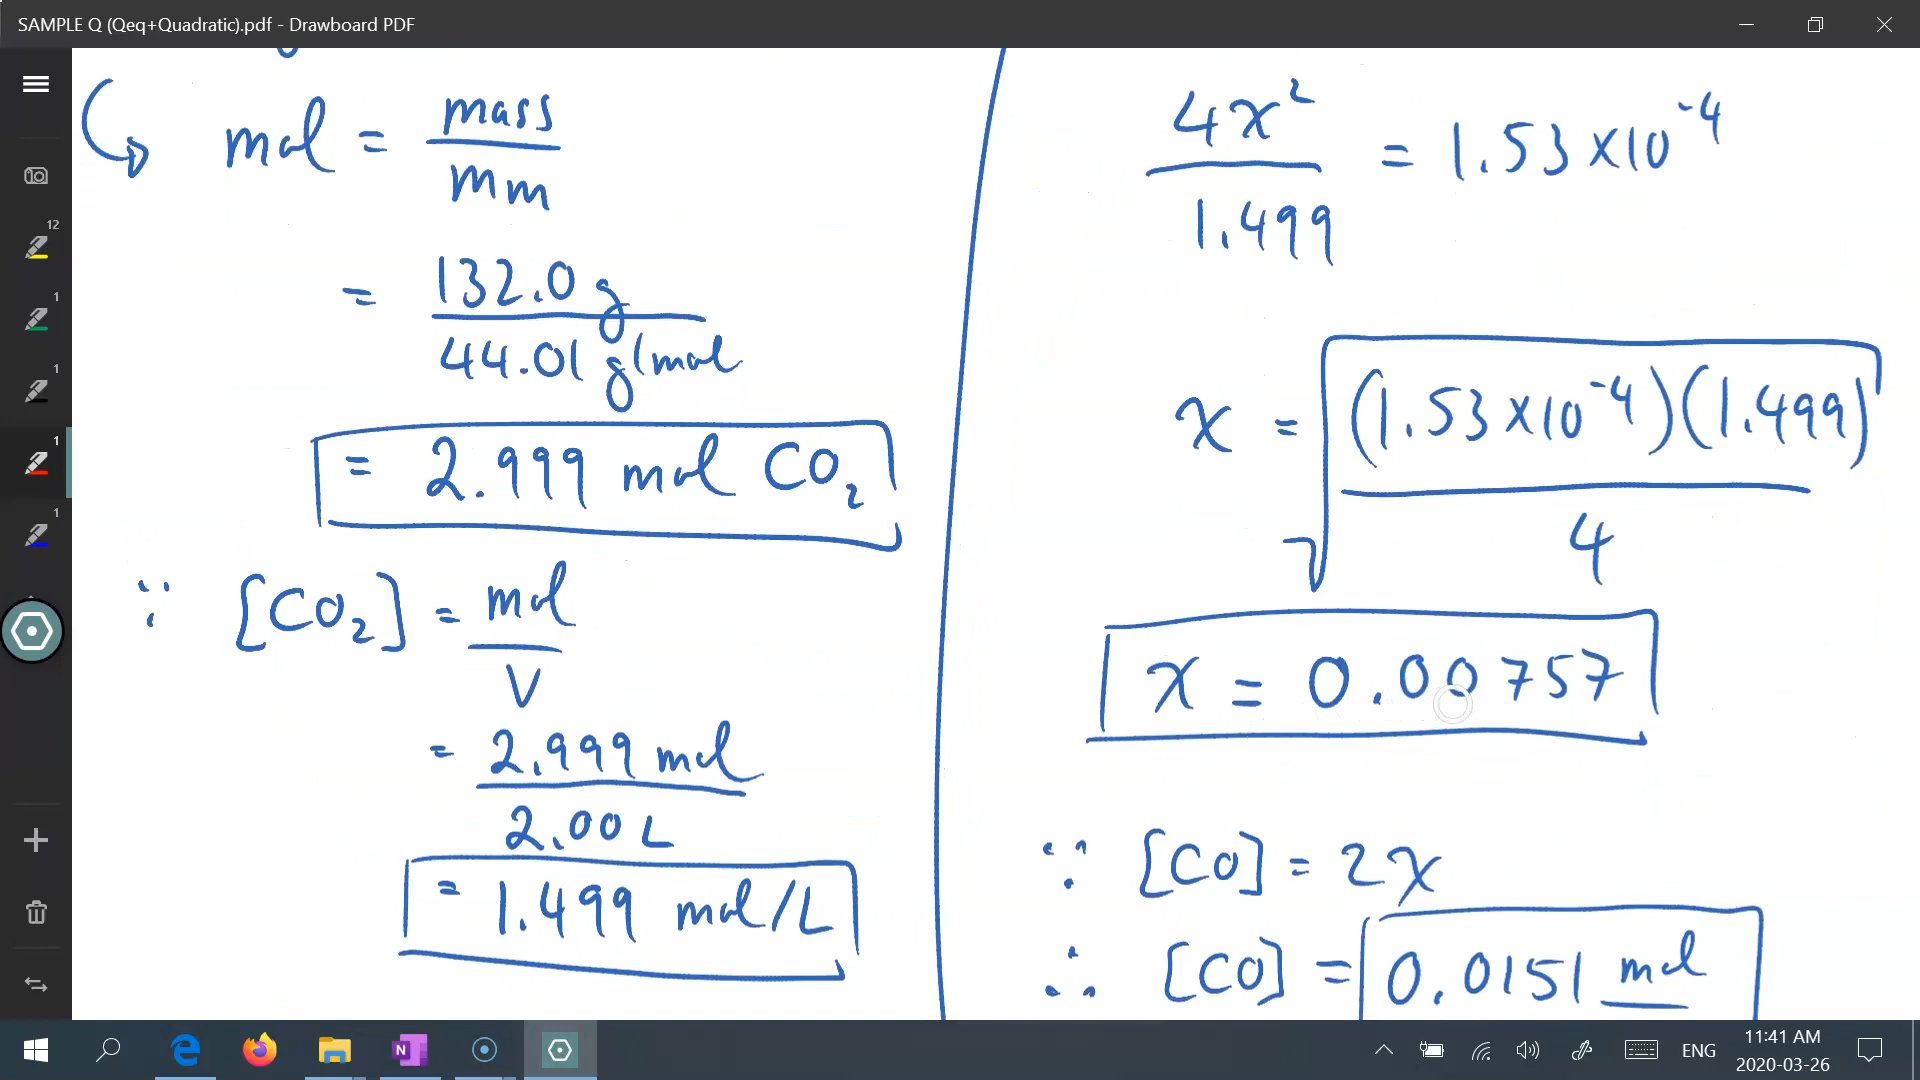 SAMPLE Q (Qeq+Quadratic).pdf - Drawboard PDF
12
1
1
1
1
mol = mass
mm
= 132.0 g
44.01 g/mol
= 2.999 mol CO₂
∵ [CO₂] = mol
V
= 2.999 mol
2.00 L
= 1.499 mol/L
4x² = 1.53×10⁻⁴
1.499
x = √(1.53×10⁻⁴)(1.499)
4
x = 0.00757
∵ [CO] = 2x
∴ [CO] = 0.0151 mol
N
ENG
11:41 AM
2020-03-26